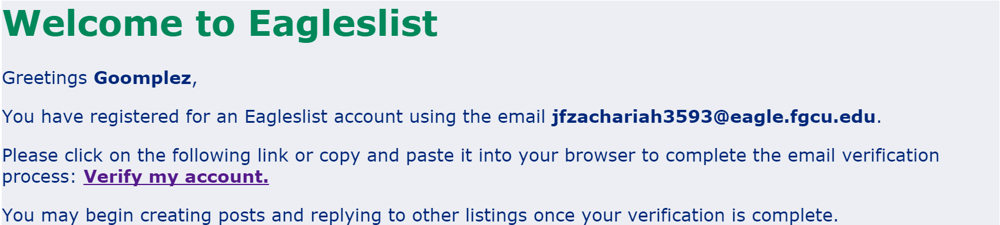 Welcome to Eagleslist
Greetings Goomplez,
You have registered for an Eagleslist account using the email jfzachariah3593@eagle.fgcu.edu.
Please click on the following link or copy and paste it into your browser to complete the email verification
process: Verify my account.
You may begin creating posts and replying to other listings once your verification is complete.